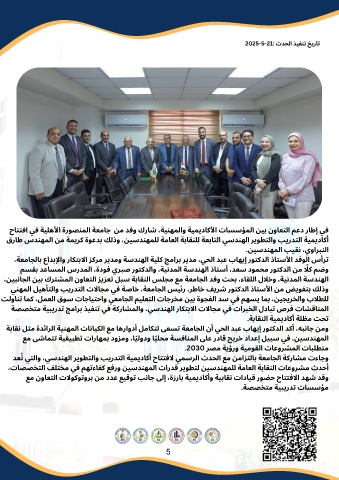 تاريخ تنفيذ الحدث :21-5-2025
في إطار دعم التعاون بين المؤسسات الأكاديمية والمهنية، شارك وفد من جامعة المنصورة الأهلية في افتتاح
أكاديمية التدريب والتطوير الهندسي التابعة للنقابة العامة للمهندسين، وذلك بدعوة كريمة من المهندس طارق
النبراوي، نقيب المهندسين.
ترأس الوفد الأستاذ الدكتور إيهاب عبد الحي، مدير برامج كلية الهندسة ومدير مركز الابتكار والإبداع بالجامعة،
وضم كلًا من الدكتور محمود سعد، أستاذ الهندسة المدنية، والدكتور صبري فودة، المدرس المساعد بقسم
الهندسة المدنية. وخلال اللقاء، بحث وفد الجامعة مع مجلس النقابة سبل تعزيز التعاون المشترك بين الجانبين،
وذلك بتفويض من الأستاذ الدكتور شريف خاطر، رئيس الجامعة، خاصة في مجالات التدريب والتأهيل المهني
للطلاب والخريجين، بما يسهم في سد الفجوة بين مخرجات التعليم الجامعي واحتياجات سوق العمل، كما تناولت
المناقشات فرص تبادل الخبرات في مجالات الابتكار الهندسي، والمشاركة في تنفيذ برامج تدريبية متخصصة
تحت مظلة أكاديمية النقابة.
ومن جانبه، أكد الدكتور إيهاب عبد الحي أن الجامعة تسعى لتكامل أدوارها مع الكيانات المهنية الرائدة مثل نقابة
المهندسين، في سبيل إعداد خريج قادر على المنافسة محليًا ودوليًا، ومزود بمهارات تطبيقية تتماشى مع
متطلبات المشروعات القومية ورؤية مصر 2030.
وجاءت مشاركة الجامعة بالتزامن مع الحدث الرسمي لافتتاح أكاديمية التدريب والتطوير الهندسي، والتي تُعد
أحدث مشروعات النقابة العامة للمهندسين لتطوير قدرات المهندسين ورفع كفاءتهم في مختلف التخصصات.
وقد شهد الافتتاح حضور قيادات نقابية وأكاديمية بارزة، إلى جانب توقيع عدد من بروتوكولات التعاون مع
مؤسسات تدريبية متخصصة.
5